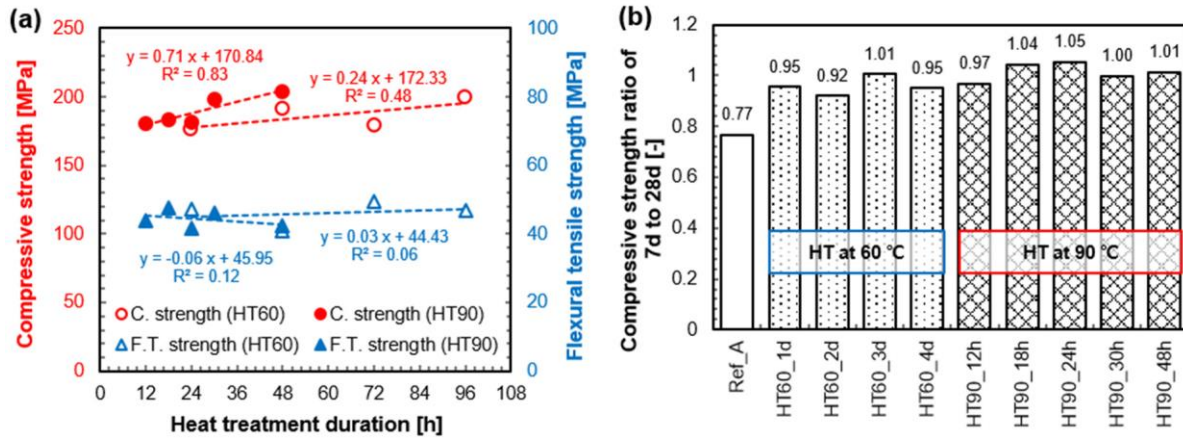 (a)
Compressive strength [MPa]
250
200
150
100
50
0
y = 0.71 x + 170.84
R² = 0.83
y = 0.24 x + 172.33
R² = 0.48
y = -0.06 x + 45.95
R² = 0.12
y = 0.03 x + 44.43
R² = 0.06
C. strength (HT60)
C. strength (HT90)
F.T. strength (HT60)
F.T. strength (HT90)
0 12 24 36 48 60 72 84 96 108
Heat treatment duration [h]
100
80
60
40
20
0
Flexural tensile strength [MPa]
(b)
Compressive strength ratio of
7d to 28d [-]
1.2
1
0.8
0.6
0.4
0.2
0
0.77
0.95
0.92
1.01
0.95
0.97
1.04
1.05
1.00
1.01
HT at 60 °C
HT at 90 °C
Ref_A
HT60_1d
HT60_2d
HT60_3d
HT60_4d
HT90_12h
HT90_18h
HT90_24h
HT90_30h
HT90_48h